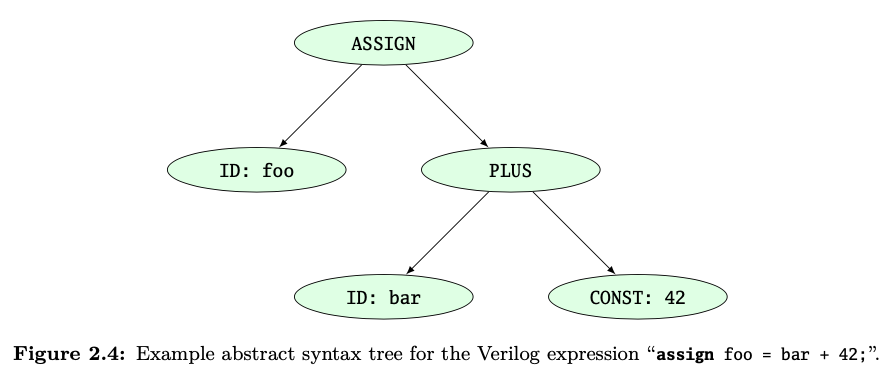 ASSIGN
ID: foo
PLUS
ID: bar
CONST: 42
Figure 2.4: Example abstract syntax tree for the Verilog expression “assign foo = bar + 42;”.